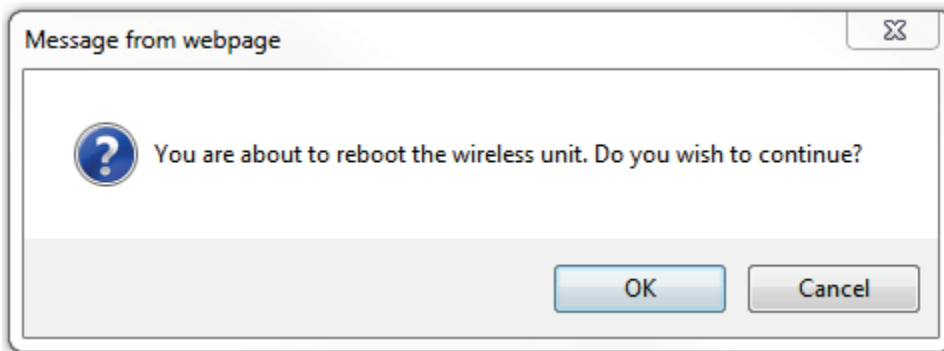 Message from webpage
You are about to reboot the wireless unit. Do you wish to continue?
OK Cancel